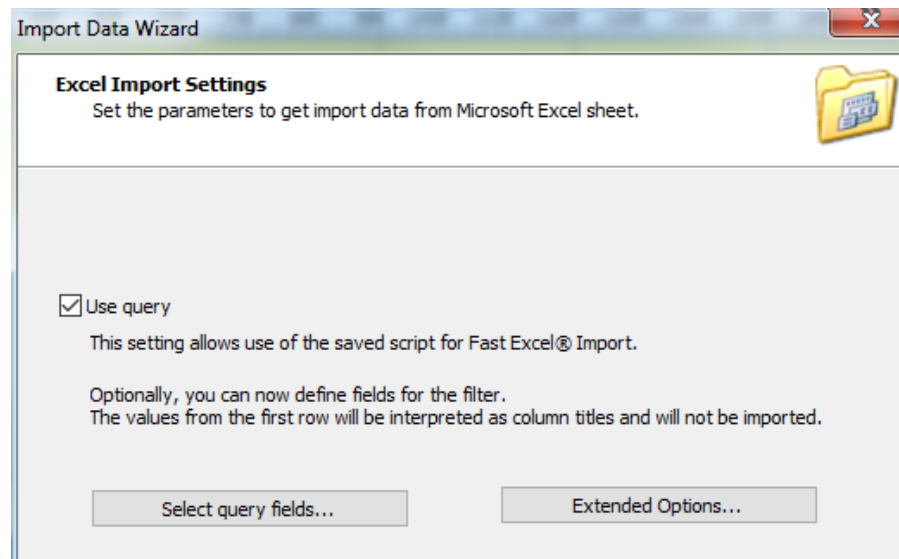 Import Data Wizard
Excel Import Settings
Set the parameters to get import data from Microsoft Excel sheet.
Use query
This setting allows use of the saved script for Fast Excel® Import.
Optionally, you can now define fields for the filter.
The values from the first row will be interpreted as column titles and will not be imported.
Select query fields...
Extended Options...